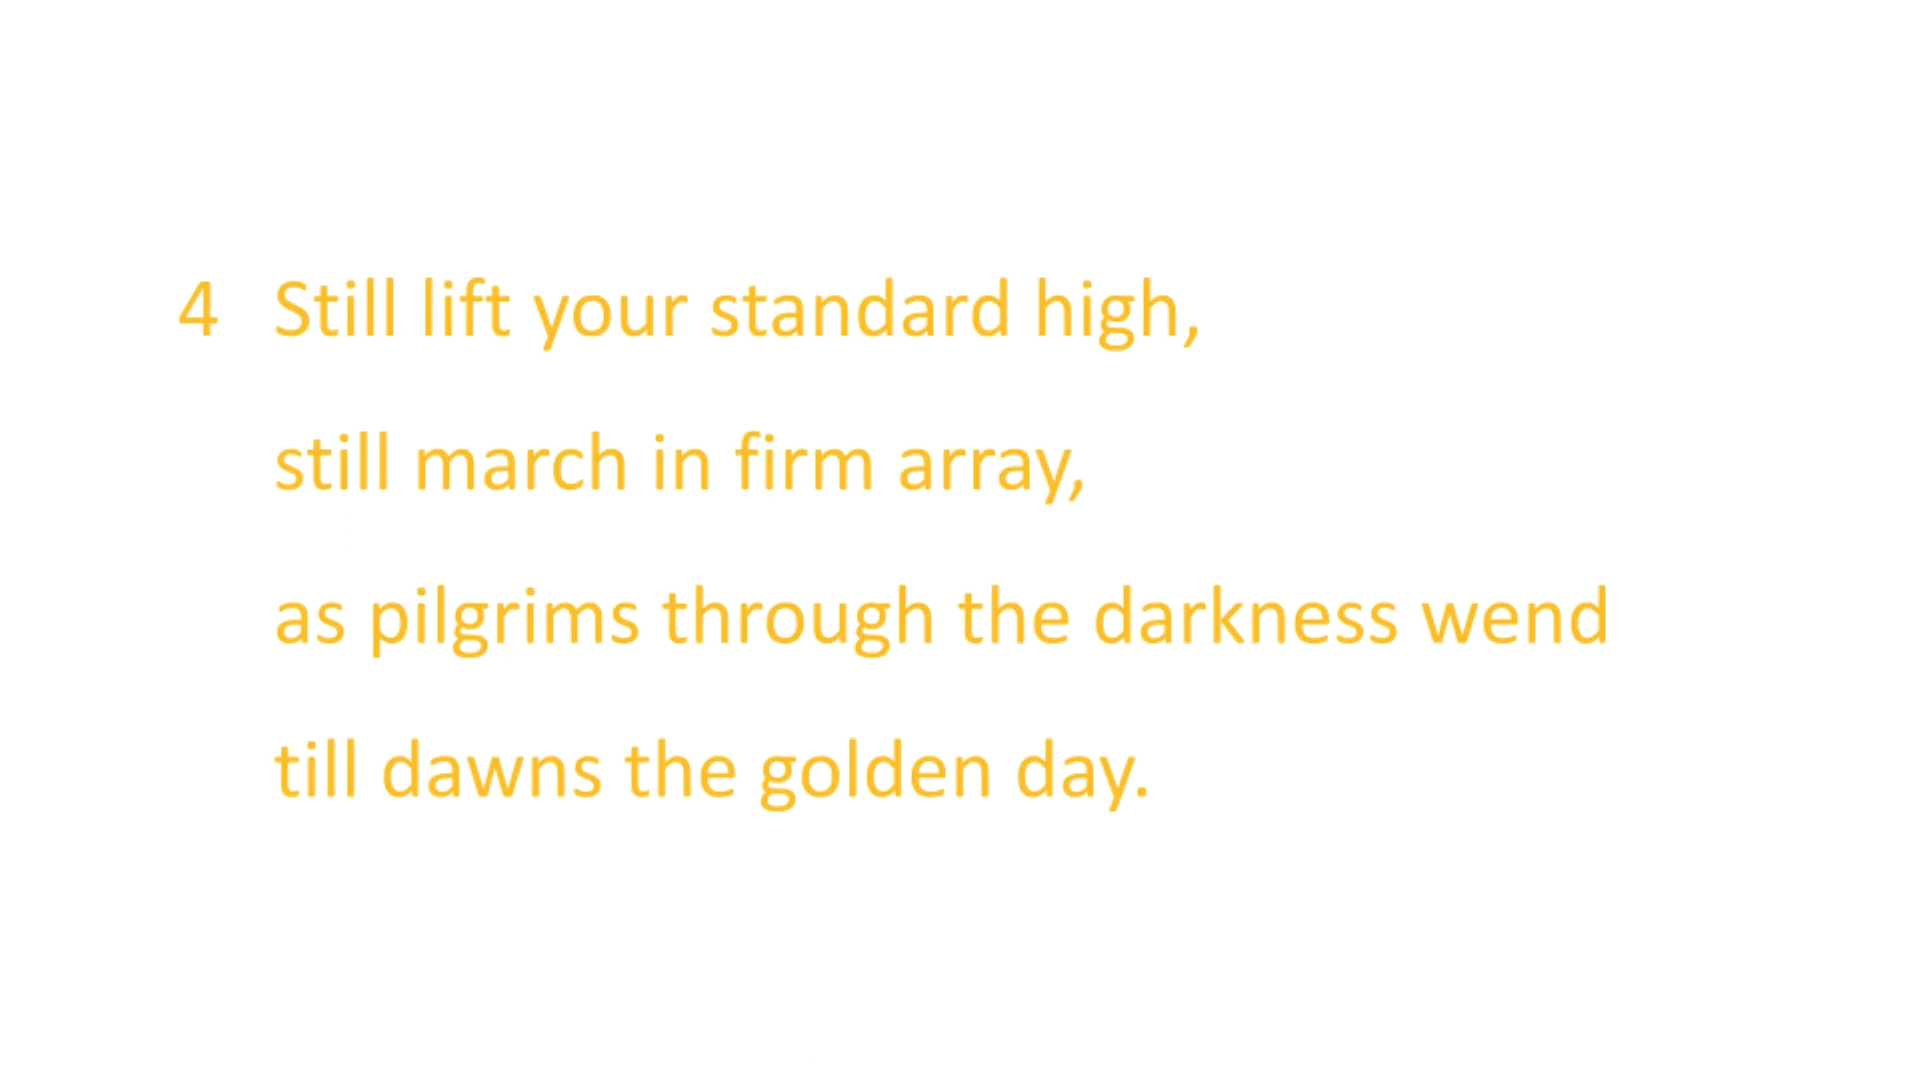 4 Still lift your standard high,
still march in firm array,
as pilgrims through the darkness wend
till dawns the golden day.